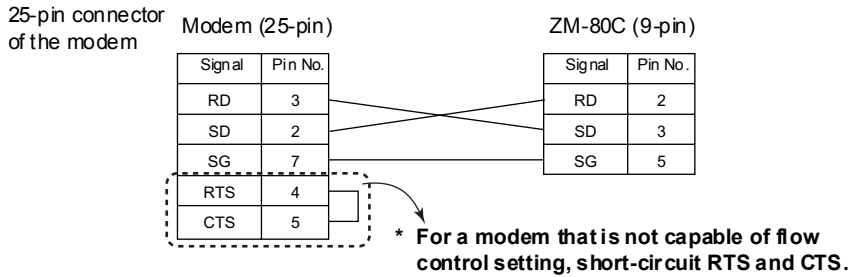 25-pin connector
of the modem
Modem (25-pin)
Signal Pin No.
RD 3
SD 2
SG 7
RTS 4
CTS 5
ZM-80C (9-pin)
Signal Pin No.
RD 2
SD 3
SG 5
* For a modem that is not capable of flow
control setting, short-circuit RTS and CTS.